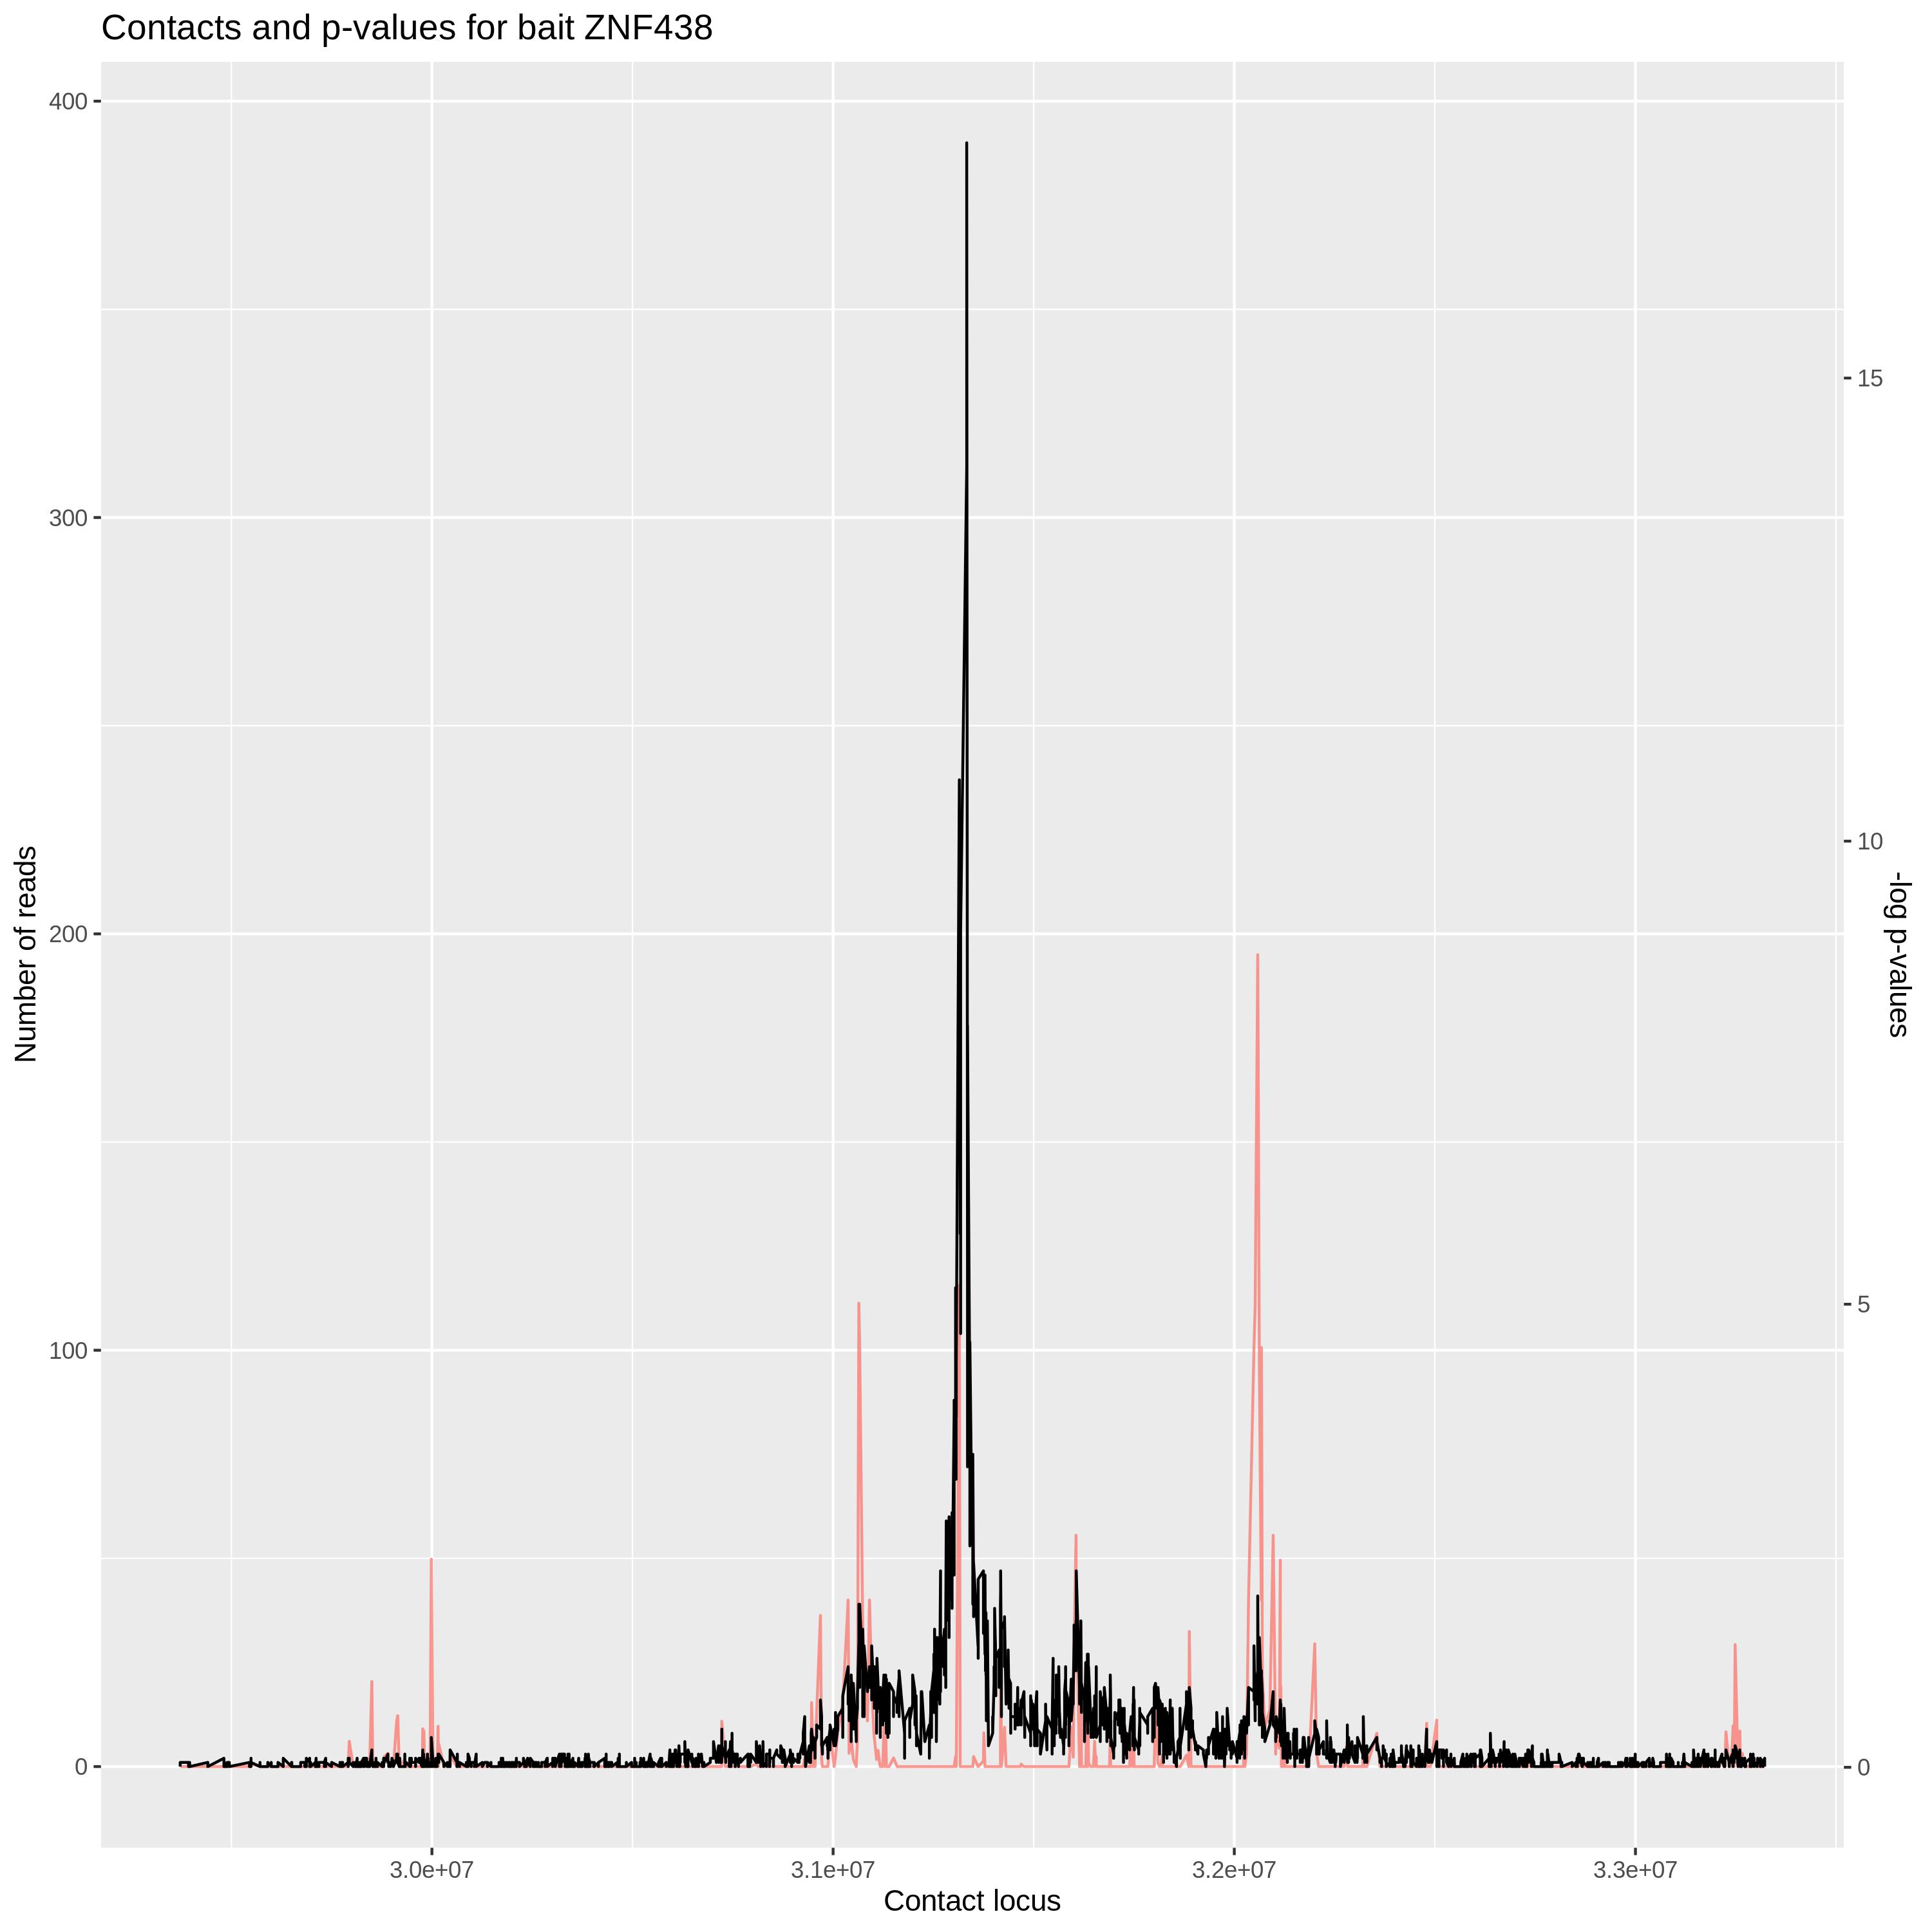 Contacts and p-values for bait ZNF438
400
300
200
100
0
15
10
5
0
Number of reads
-log p-values
3.0e+07
3.1e+07
3.2e+07
3.3e+07
Contact locus